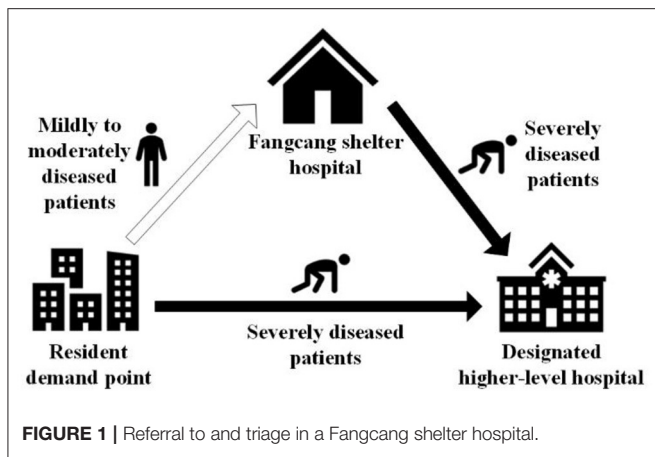 Mildly to
moderately
diseased
patients
Fangcang shelter
hospital
Severely
diseased
patients
Resident
demand point
Severely diseased
patients
Designated
higher-level hospital
FIGURE 1 | Referral to and triage in a Fangcang shelter hospital.